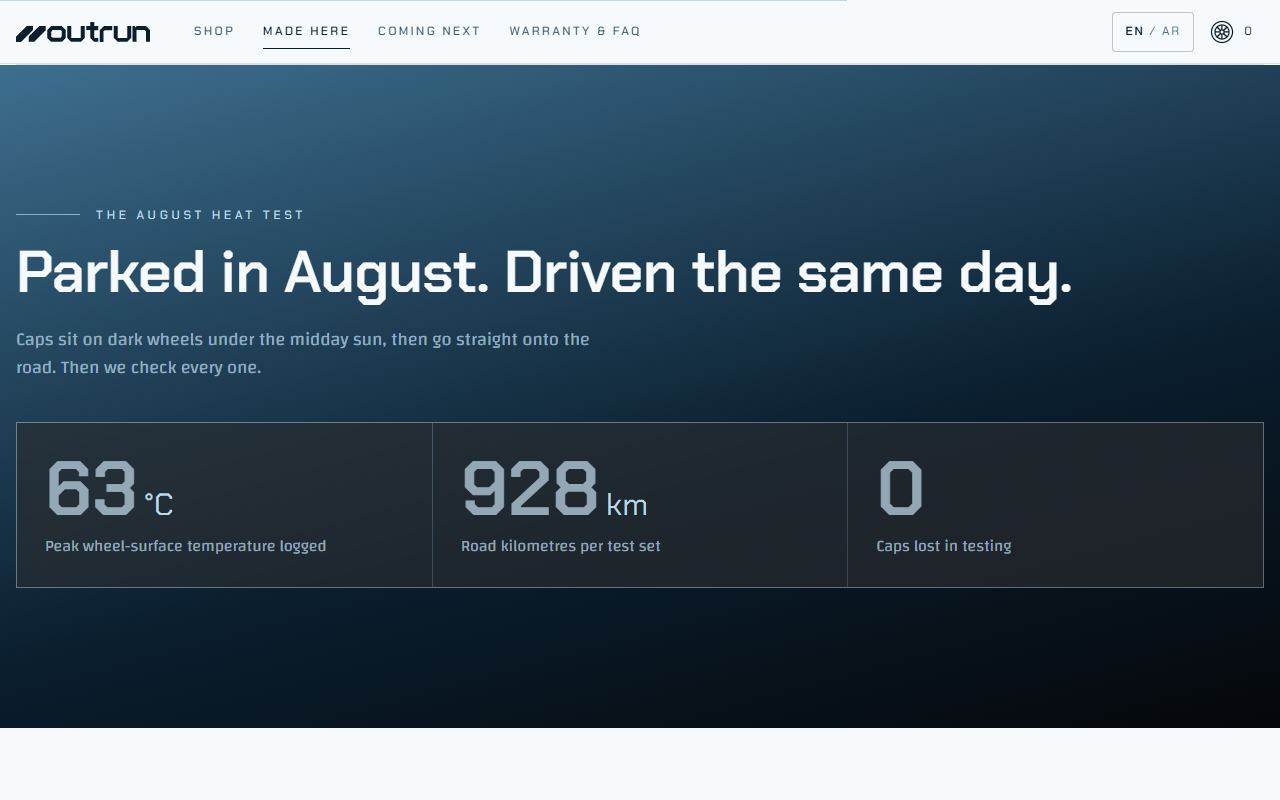 outrun
SHOP
MADE HERE
COMING NEXT
WARRANTY & FAQ
EN / AR
0
THE AUGUST HEAT TEST
Parked in August. Driven the same day.
Caps sit on dark wheels under the midday sun, then go straight onto the
road. Then we check every one.
63 °C
Peak wheel-surface temperature logged
928 km
Road kilometres per test set
0
Caps lost in testing